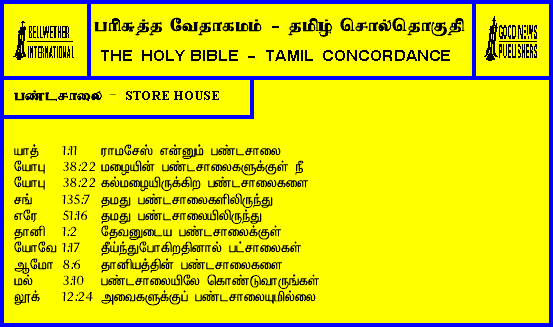 BELLWETHER
INTERNATIONAL
பரிசுத்த வேதாகமம் - தமிழ் சொல்தொகுதி
THE HOLY BIBLE - TAMIL CONCORDANCE
GOOD NEWS
PUBLISHERS
பண்டசாலை - STORE HOUSE
யாத் 1:11 ராமசேஸ் என்னும் பண்டசாலை
யோபு 38:22 மழையின் பண்டசாலைகளுக்குள் நீ
யோபு 38:22 கல்மழையிருக்கிற பண்டசாலைகளை
சங் 135:7 தமது பண்டசாலைகளிலிருந்து
எரே 51:16 தமது பண்டசாலையிலிருந்து
தானி 1:2 தேவனுடைய பண்டசாலைக்குள்
யோவே 1:17 தீய்ந்துபோகிறதினால் பட்சாலைகள்
ஆமோ 8:6 தானியத்தின் பண்டசாலைகளை
மல் 3:10 பண்டசாலையிலே கொண்டுவாருங்கள்
லூக் 12:24 அவைகளுக்குப் பண்டசாலையுமில்லை